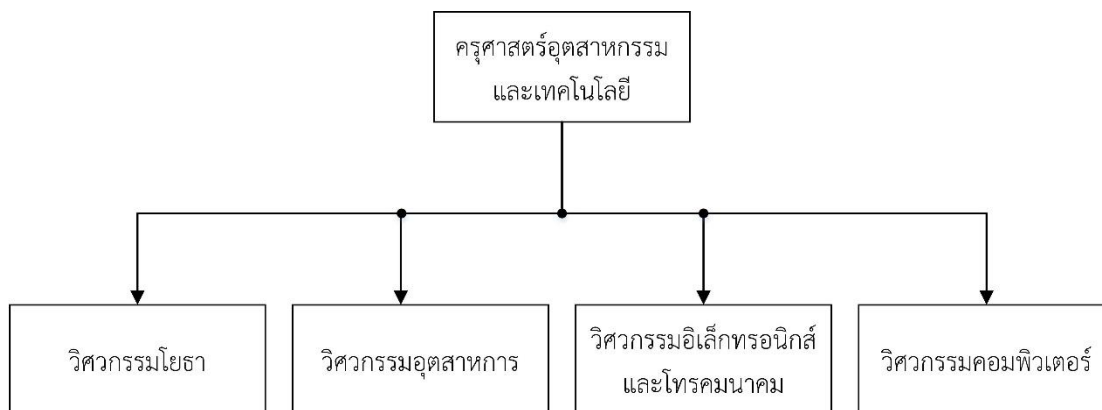 ครุศาสตร์อุตสาหกรรม
และเทคโนโลยี
วิศวกรรมโยธา
วิศวกรรมอุตสาหการ
วิศวกรรมอิเล็กทรอนิกส์
และโทรคมนาคม
วิศวกรรมคอมพิวเตอร์